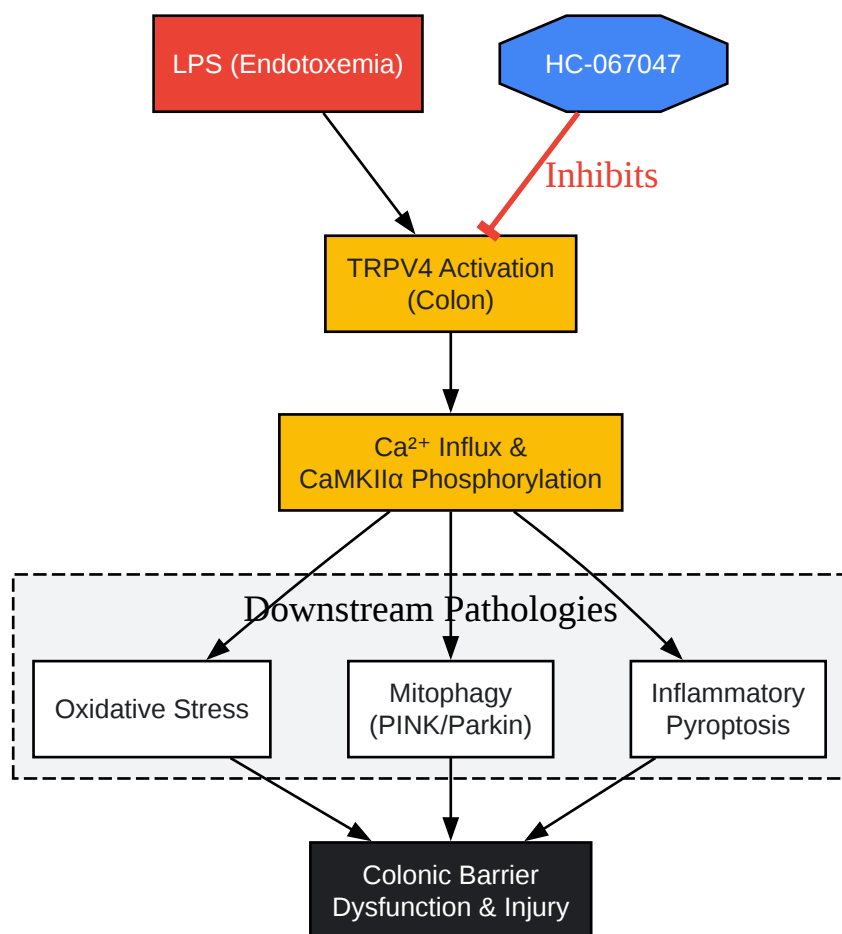 LPS (Endotoxemia)
HC-067047
Inhibits
TRPV4 Activation
(Colon)
Ca²⁺ Influx &
CaMKIIα Phosphorylation
Downstream Pathologies
Oxidative Stress
Mitophagy
(PINK/Parkin)
Inflammatory
Pyroptosis
Colonic Barrier
Dysfunction & Injury